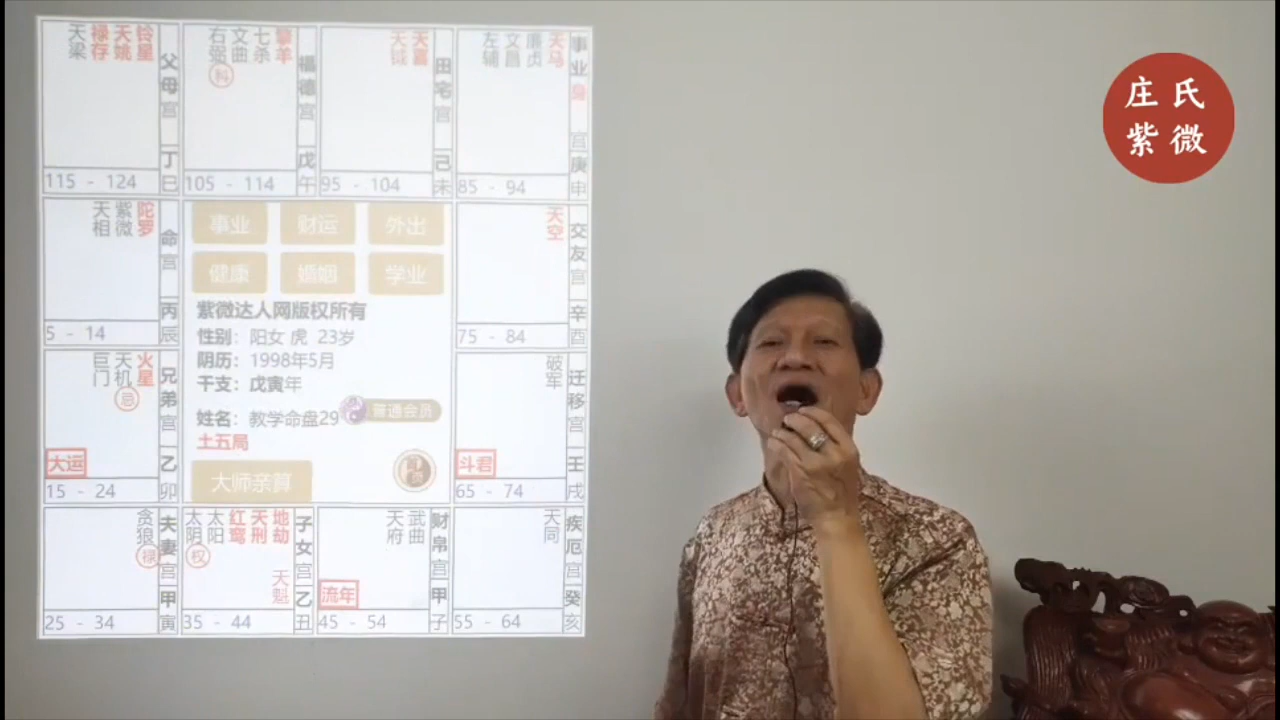 天梁 禄存 天姚 铃星
父母宫 丁巳
115 - 124
右弼 文曲 七杀 擎羊
科
福德宫 戊午
105 - 114
天钺 天喜
田宅宫 己未
95 - 104
左辅 文昌 廉贞 天马
事业 身 宫 庚申
85 - 94
天相 紫微 陀罗
命宫 丙辰
5 - 14
事业 财运 外出
健康 婚姻 学业
紫微达人网版权所有
性别：阳女 虎 23岁
阴历：1998年5月
干支：戊寅年
姓名：教学命盘29 普通会员
土五局
大师亲算
天空
交友宫 辛酉
75 - 84
巨门 天机 火星
忌
兄弟宫 乙卯
大运
15 - 24
破军
迁移宫 壬戌
斗君
65 - 74
贪狼
禄
夫妻宫 甲寅
25 - 34
太阴 太阳 红鸾 天刑 地劫
权
天魁
子女宫 乙丑
35 - 44
天府 武曲
财帛宫 甲子
流年
45 - 54
天同
疾厄宫 癸亥
55 - 64
庄氏
紫微